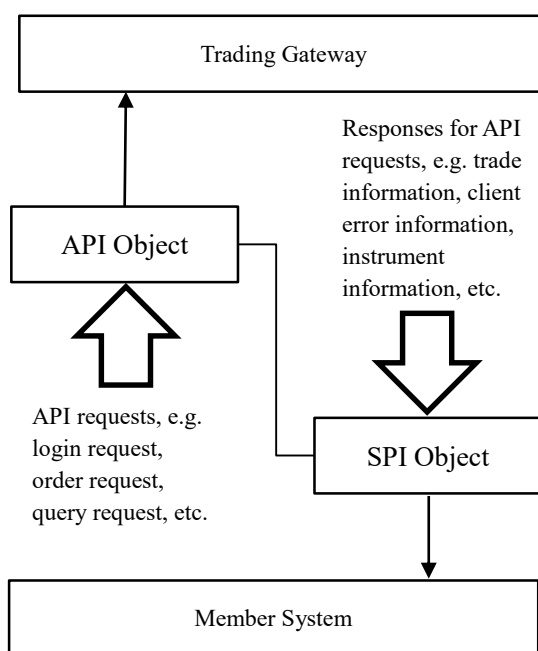 Trading Gateway
Responses for API
requests, e.g. trade
information, client
error information,
instrument
information, etc.
API Object
API requests, e.g.
login request,
order request,
query request, etc.
SPI Object
Member System